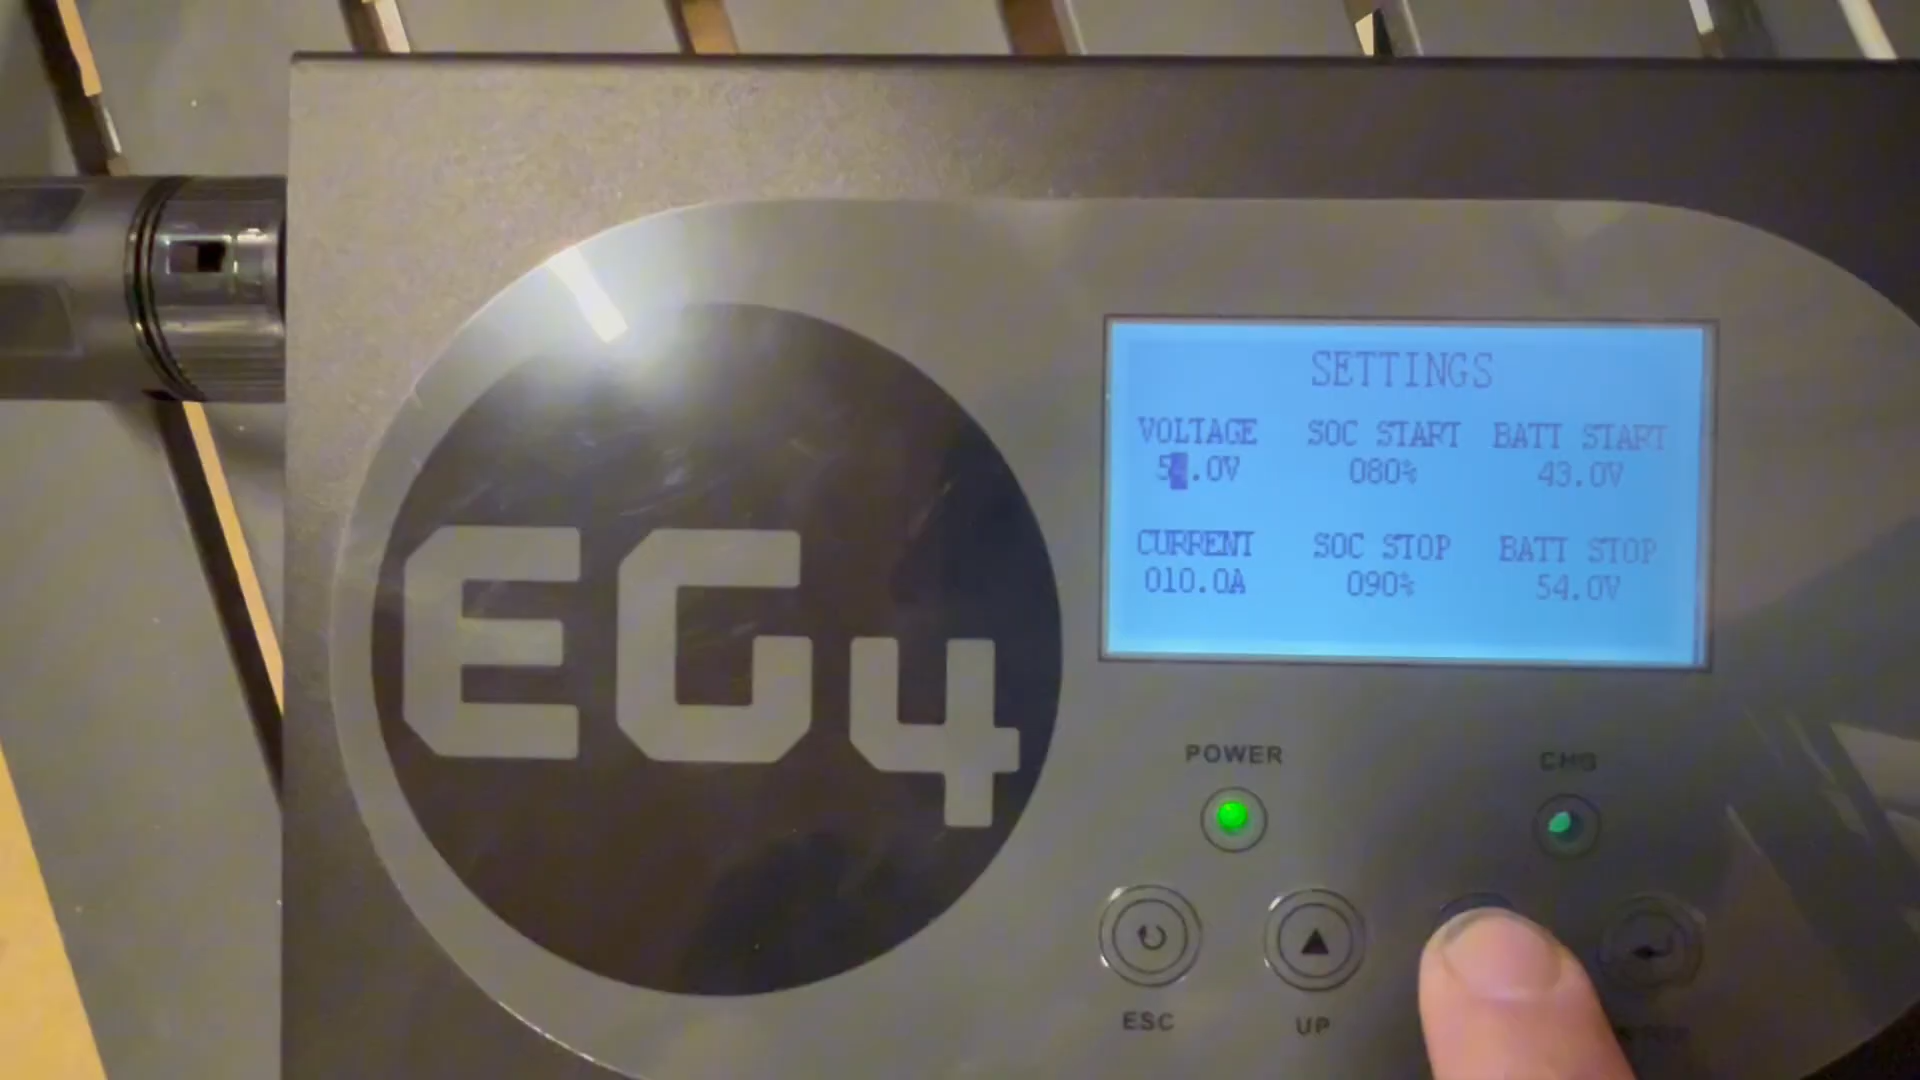 EG4
SETTINGS
VOLTAGE SOC START BATT START
5 .0V 080% 43.0V
CURRENT SOC STOP BATT STOP
010.0A 090% 54.0V
POWER CHG
ESC UP